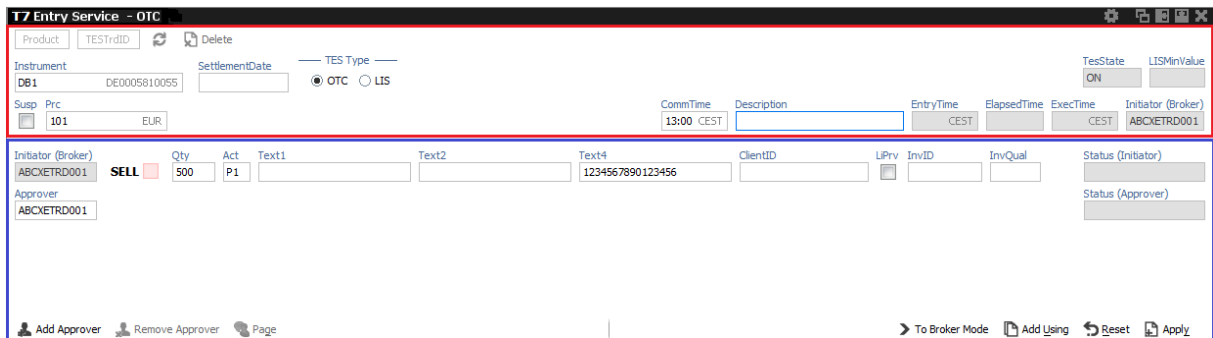 T7 Entry Service - OTC
Product TESTrdID Delete
Instrument SettlementDate TES Type TesState LISMinValue
DB1 DE0005810055 OTC LIS ON
Susp Prc CommTime Description EntryTime ElapsedTime ExecTime Initiator (Broker)
101 EUR 13:00 CEST CEST CEST ABCXETRD001
Initiator (Broker) Qty Act Text1 Text2 Text4 ClientID LiPrv InvID InvQual Status (Initiator)
ABCXETRD001 SELL 500 P1 1234567890123456
Approver Status (Approver)
ABCXETRD001
Add Approver Remove Approver Page To Broker Mode Add Using Reset Apply